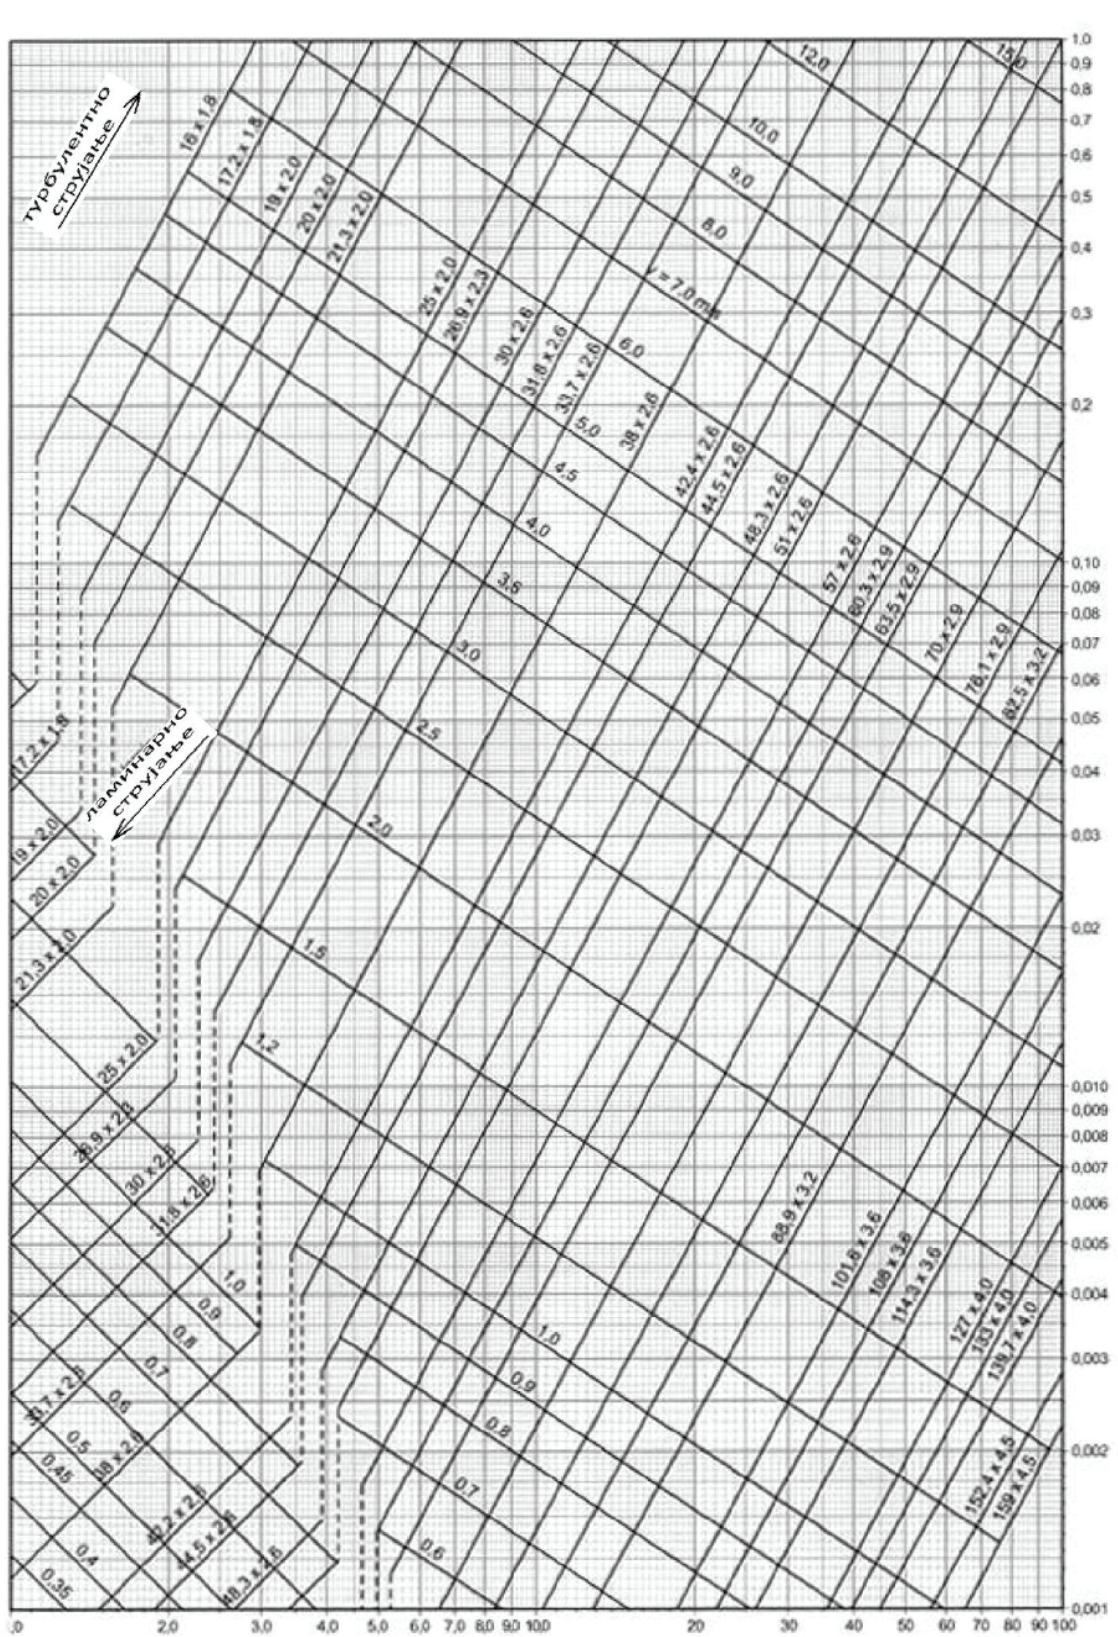 турбулентно
струјање
ламинарно
струјање
16 x 1,8
17,2 x 1,8
19 x 2,0
20 x 2,0
21,3 x 2,0
25 x 2,0
26,9 x 2,3
30 x 2,6
31,8 x 2,6
33,7 x 2,6
38 x 2,6
42,4 x 2,6
44,5 x 2,6
48,3 x 2,6
51 x 2,6
57 x 2,6
60,3 x 2,9
63,5 x 2,9
70 x 2,9
76,1 x 2,9
82,5 x 3,2
88,9 x 3,2
101,6 x 3,6
108 x 3,6
114,3 x 3,6
127 x 4,0
133 x 4,0
139,7 x 4,0
152,4 x 4,5
159 x 4,5
15,0
12,0
10,0
9,0
8,0
v = 7,0 m/s
6,0
5,0
4,5
4,0
3,5
3,0
2,5
2,0
1,5
1,2
1,0
0,9
0,8
0,7
0,6
17,2 x 1,8
19 x 2,0
20 x 2,0
21,3 x 2,0
25 x 2,0
26,9 x 2,3
30 x 2,6
31,8 x 2,6
33,7 x 2,6
38 x 2,6
42,2 x 2,6
44,5 x 2,6
48,3 x 2,6
1,0
0,9
0,8
0,7
0,6
0,5
0,45
0,4
0,35
1,0
0,9
0,8
0,7
0,6
0,5
0,4
0,3
0,2
0,10
0,09
0,08
0,07
0,06
0,05
0,04
0,03
0,02
0,010
0,009
0,008
0,007
0,006
0,005
0,004
0,003
0,002
0,001
2,0 3,0 4,0 5,0 6,0 7,0 8,0 9,0 10,0 20 30 40 50 60 70 80 90 100